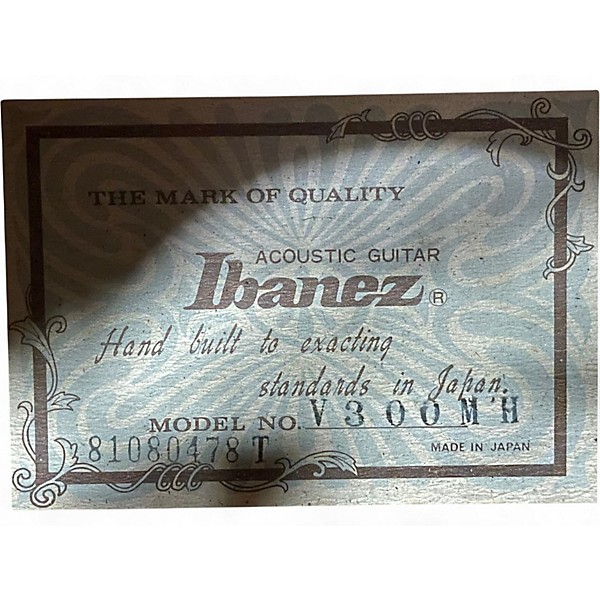 THE MARK OF QUALITY
ACOUSTIC GUITAR
Ibanez®
Hand built to exacting
standards in Japan.
MODEL NO. V300MH
81080478T
MADE IN JAPAN